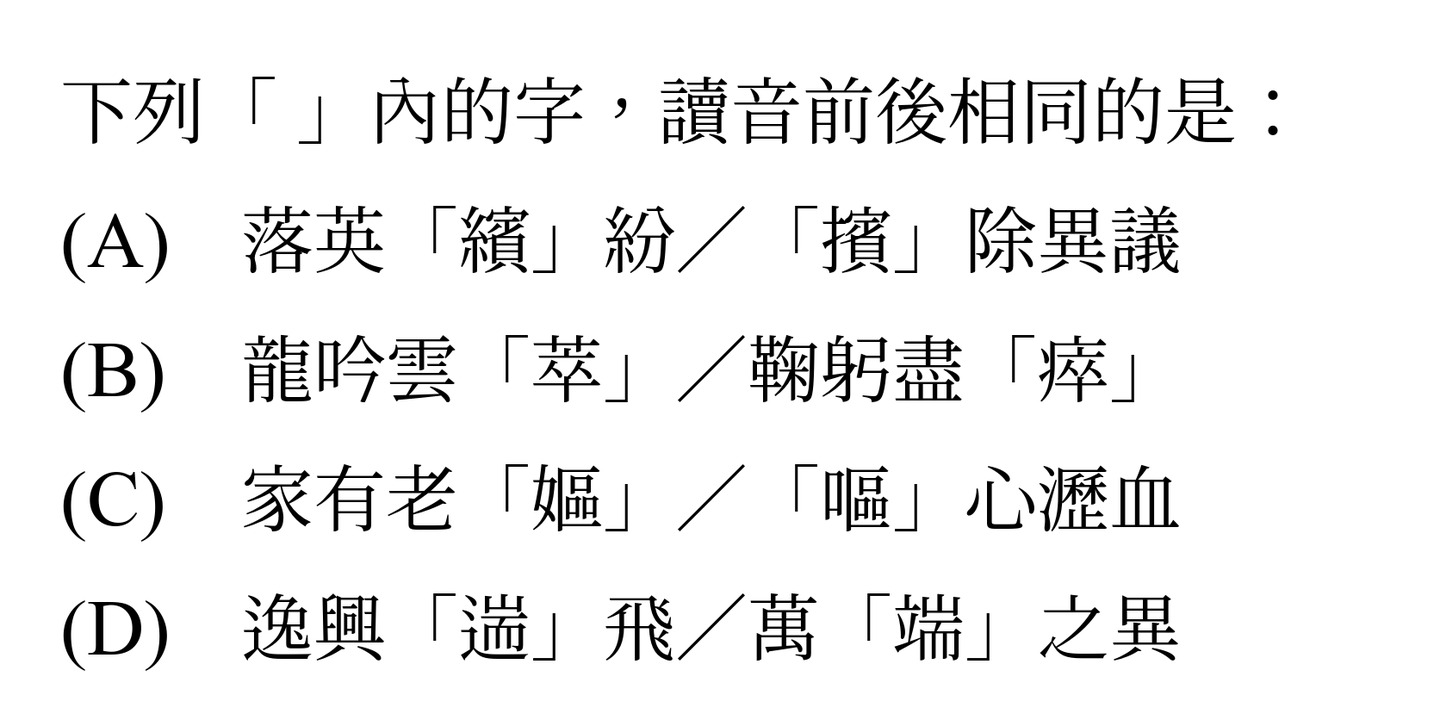 下列「 」內的字，讀音前後相同的是：
(A) 落英「繽」紛／「擯」除異議
(B) 龍吟雲「萃」／鞠躬盡「瘁」
(C) 家有老「嫗」／「嘔」心瀝血
(D) 逸興「遄」飛／萬「端」之異